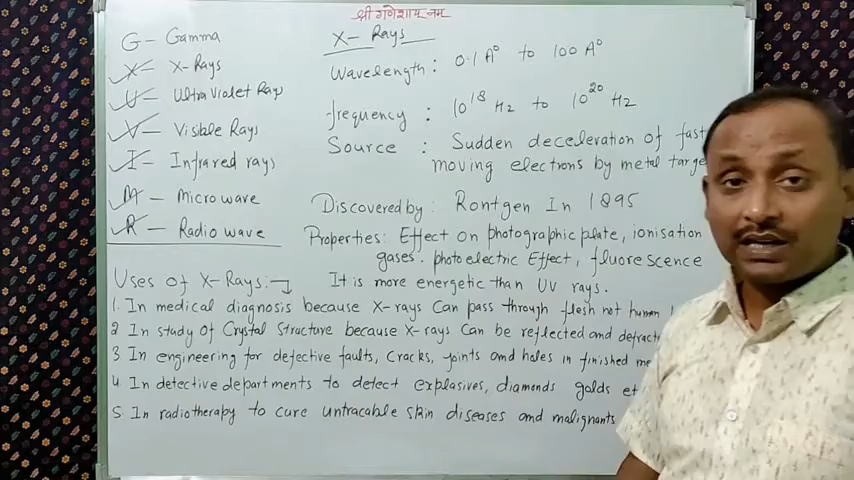 श्री गणेशाय नमः
G - Gamma
X - X-Rays
U - Ultra Violet Rays
V - Visible Rays
I - Infrared rays
M - Microwave
R - Radio wave
X-Rays
Wavelength : 0.1 A° to 100 A°
frequency : 10^18 Hz to 10^20 Hz
Source : Sudden deceleration of fast
moving electrons by metal targe
Discovered by : Rontgen In 1895
Properties : Effect on photographic plate, ionisation
gases. photoelectric Effect, fluorescence
It is more energetic than UV rays.
Uses of X-Rays :-
1. In medical diagnosis because X-rays can pass through flesh not human
2 In study of Crystal Structure because X-rays can be reflected and defract
3 In engineering for defective faults, cracks, joints and holes in finished me
4 In detective departments to detect explosives, diamonds golds et
5. In radiotherapy to cure untracable skin diseases and malignants